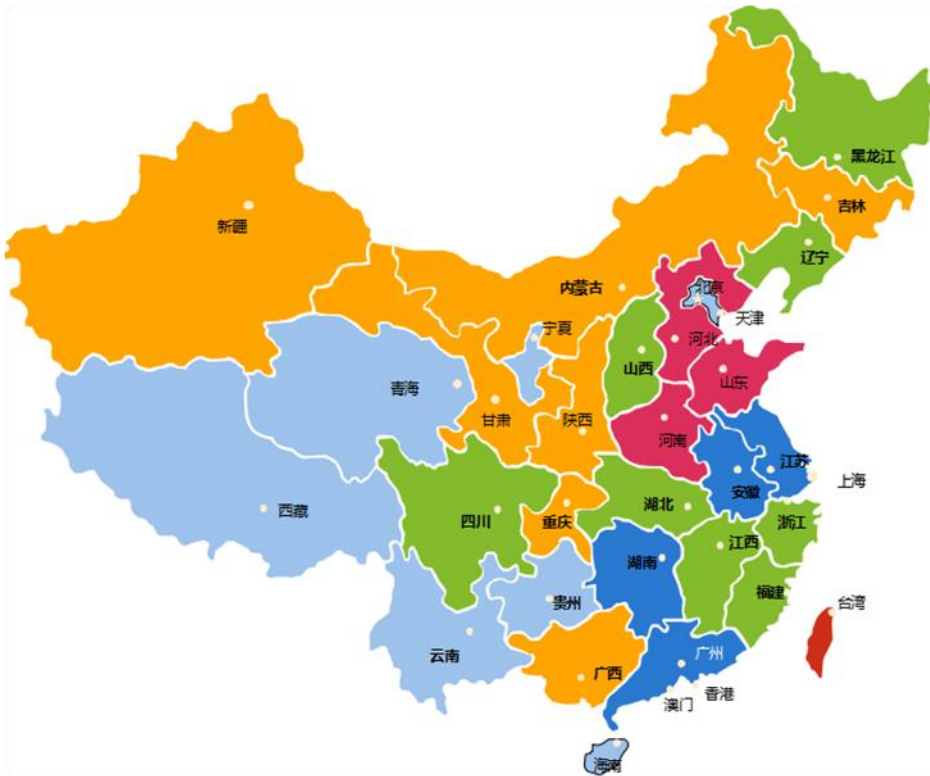 黑龙江
吉林
新疆
辽宁
内蒙古
北京
天津
宁夏
河北
山西
山东
青海
甘肃
陕西
河南
江苏
安徽
上海
西藏
四川
重庆
湖北
浙江
江西
湖南
福建
贵州
台湾
云南
广州
广西
香港
澳门
海南